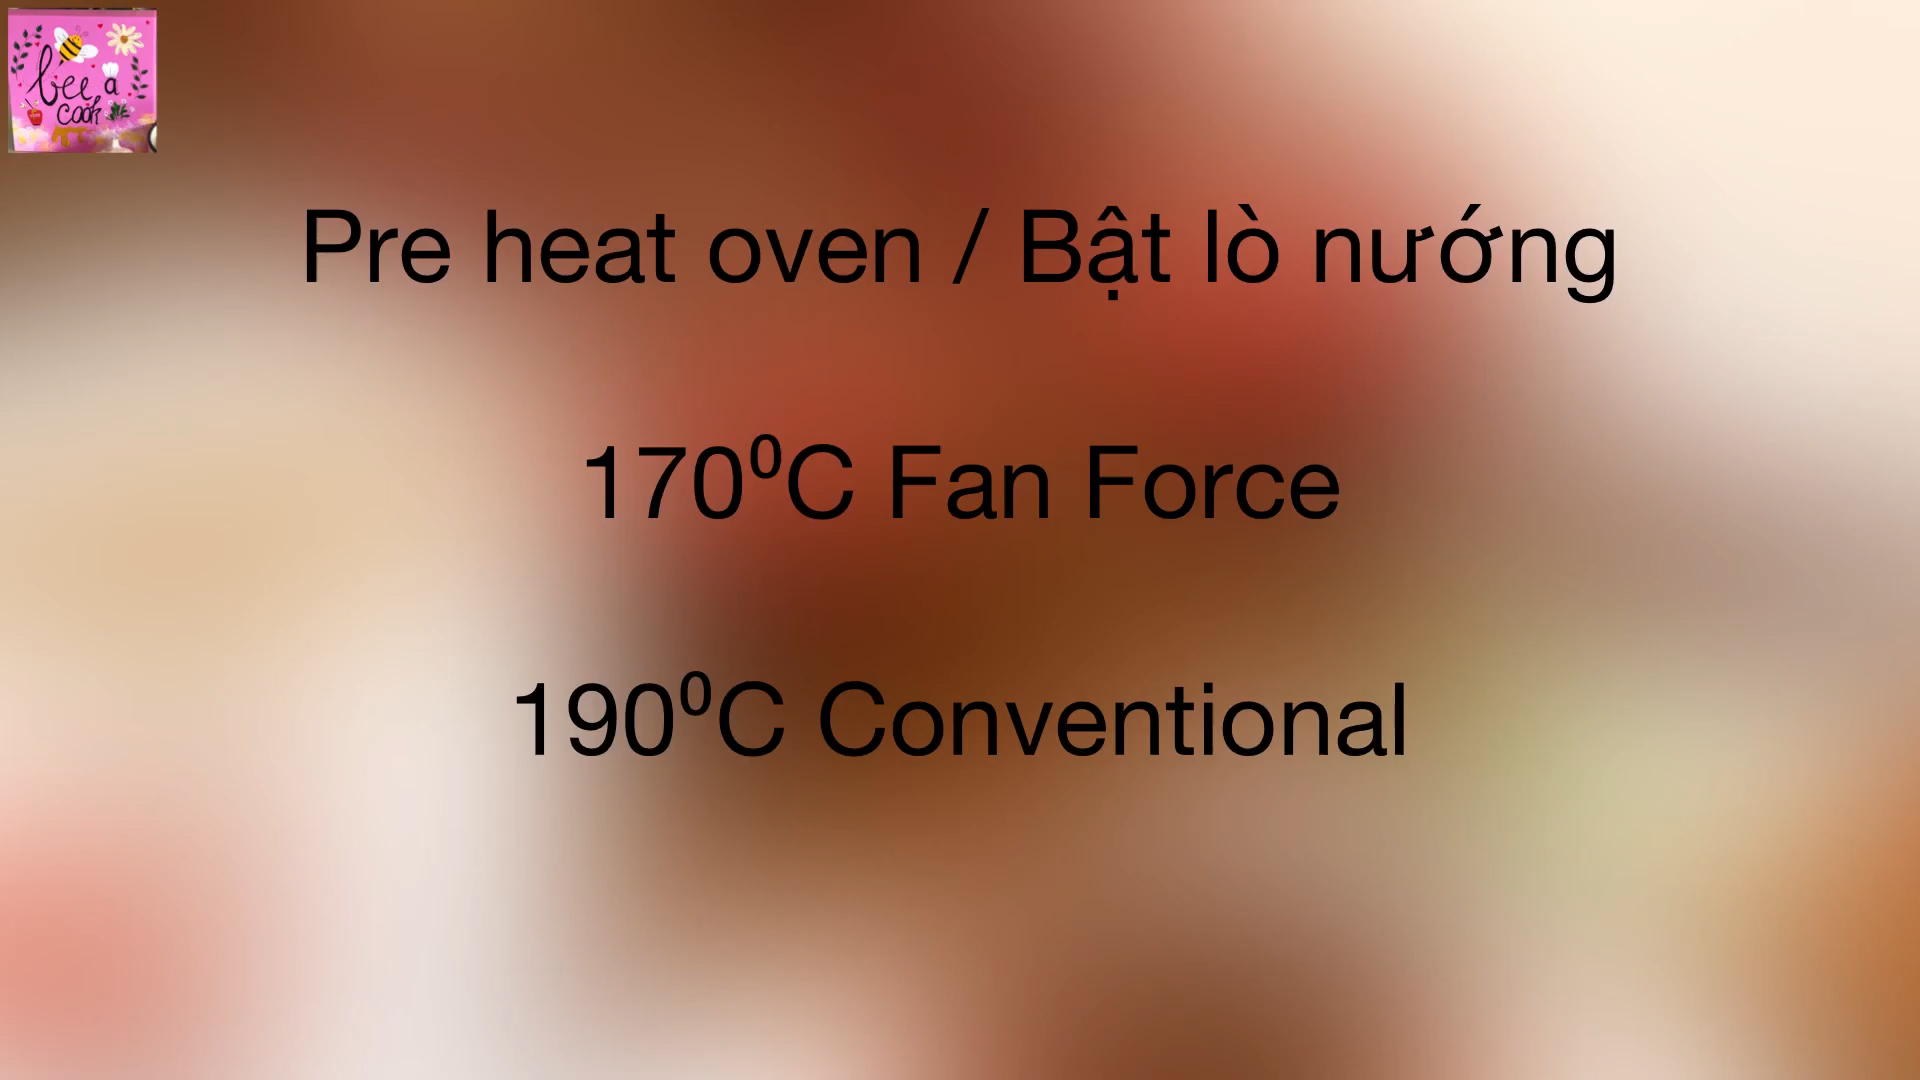 bee a
cook
Pre heat oven / Bật lò nướng
170⁰C Fan Force
190⁰C Conventional